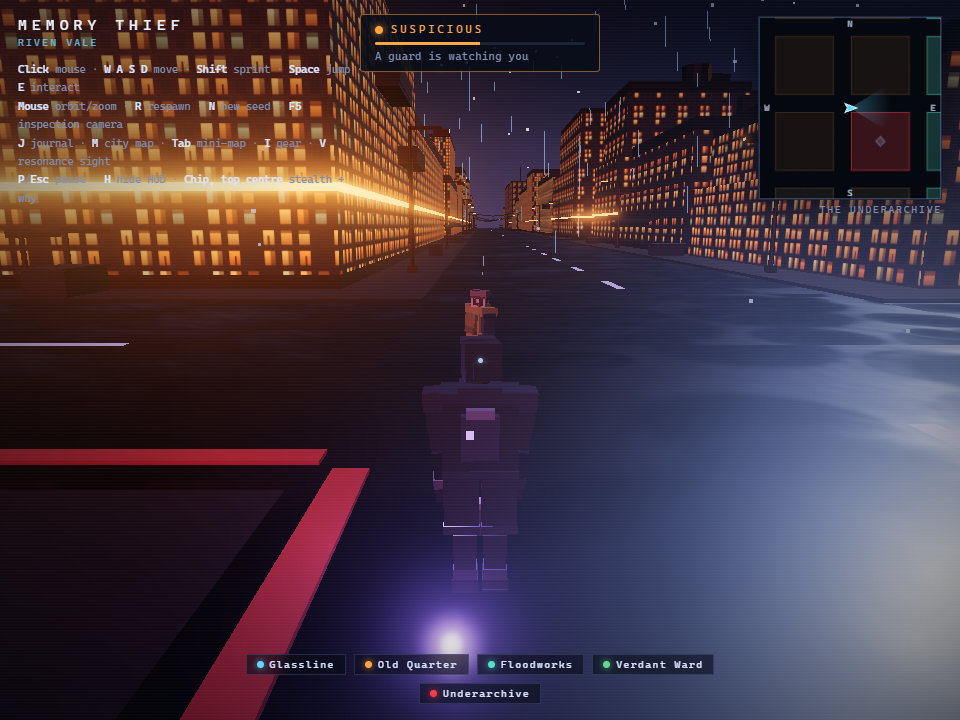 MEMORY THIEF
RIVEN VALE
Click mouse · W A S D move · Shift sprint · Space jump ·
E interact
Mouse orbit/zoom · R respawn · N new seed · F5
inspection camera
J journal · M city map · Tab mini-map · I gear · V
resonance sight
P Esc pause · H hide HUD · Chip, top centre stealth +
why
SUSPICIOUS
A guard is watching you
N
W
E
S
THE UNDERARCHIVE
Glassline
Old Quarter
Floodworks
Verdant Ward
Underarchive